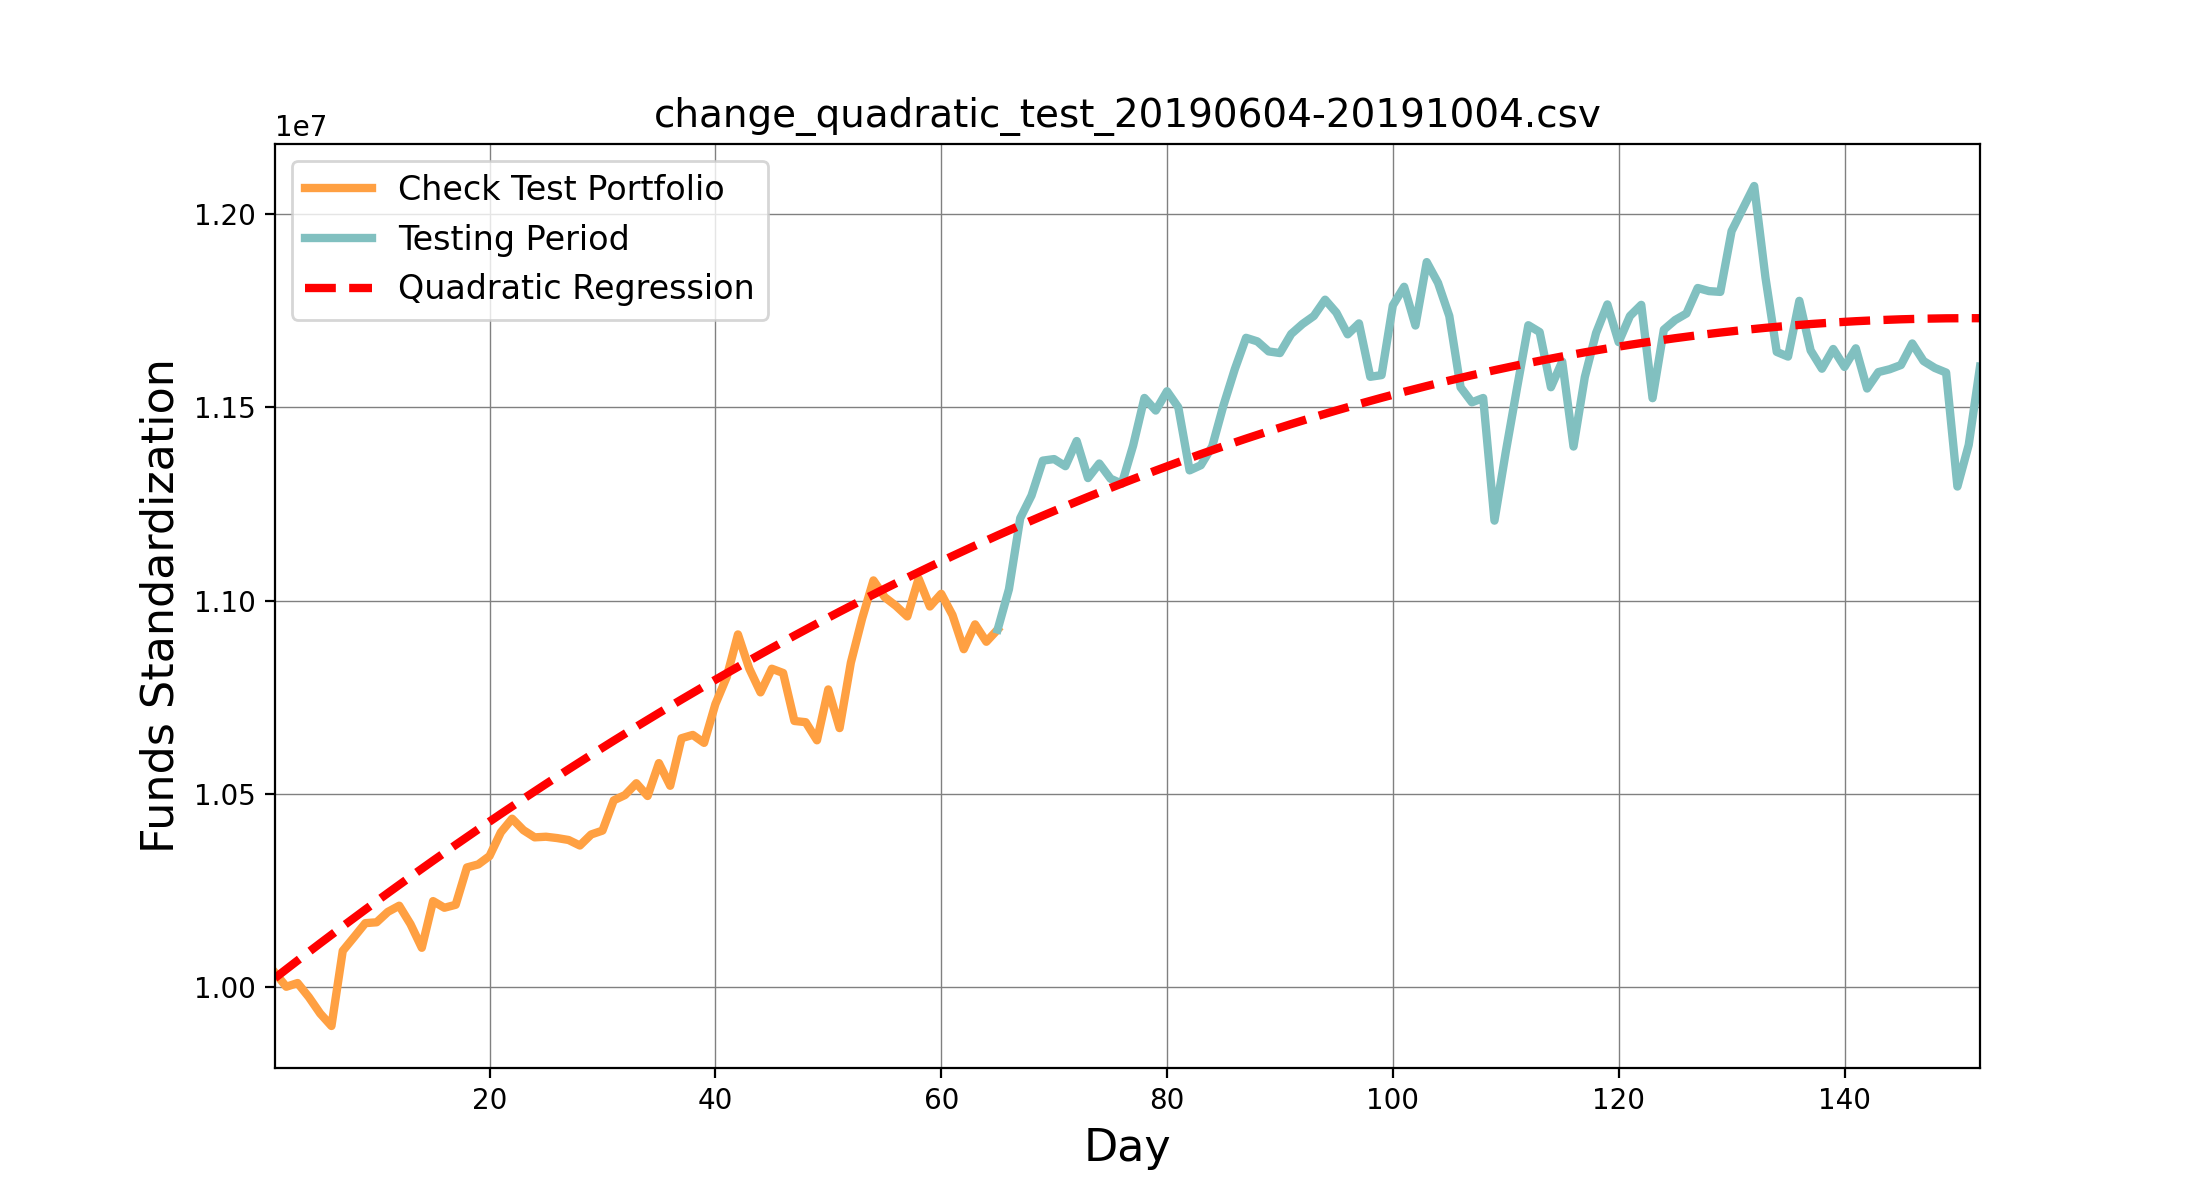 change_quadratic_test_20190604-20191004.csv
1e7
Check Test Portfolio
Testing Period
Quadratic Regression
1.20
1.15
1.10
1.05
1.00
Funds Standardization
20 40 60 80 100 120 140
Day